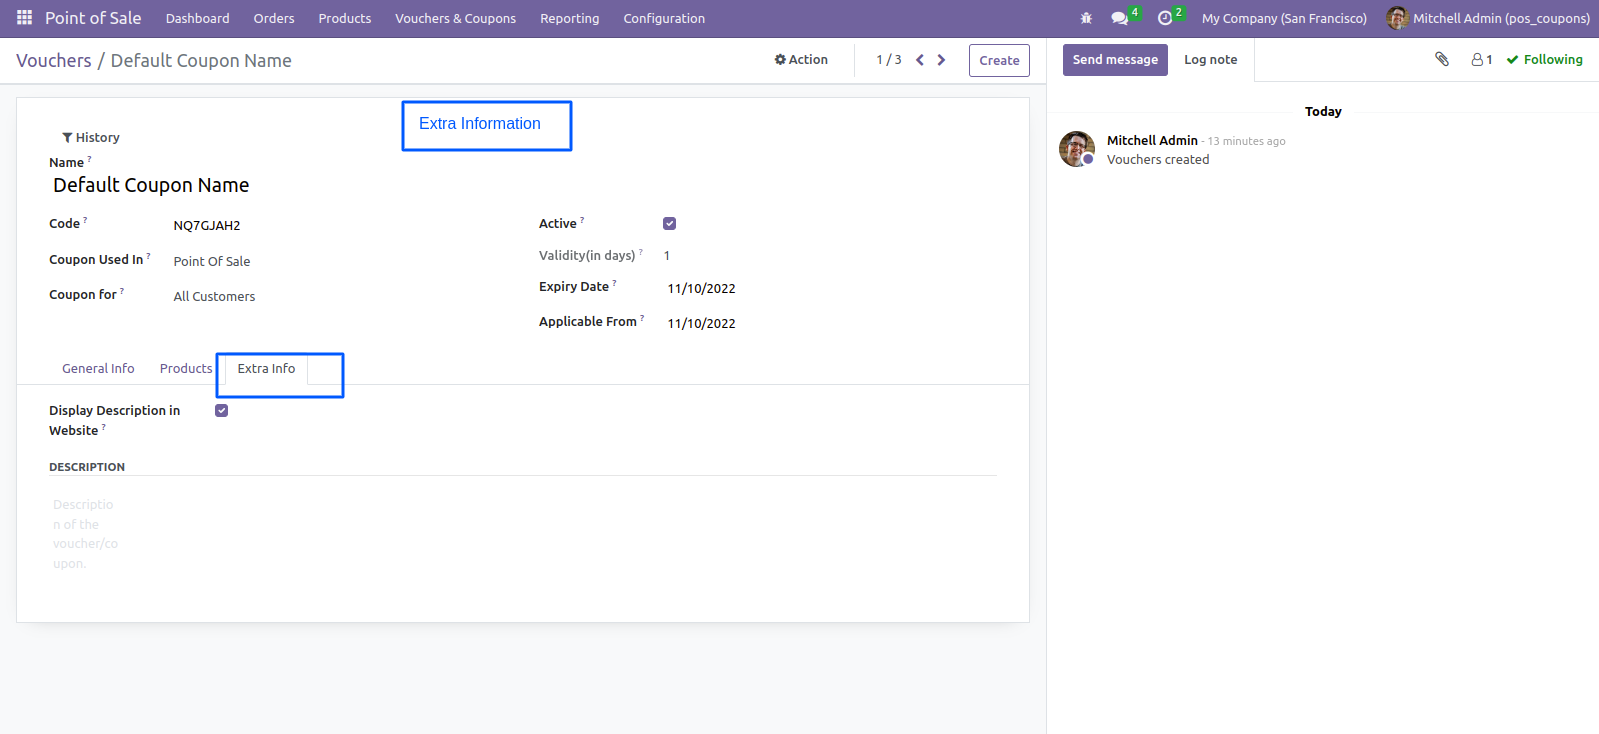 Point of Sale Dashboard Orders Products Vouchers & Coupons Reporting Configuration 4 2 My Company (San Francisco) Mitchell Admin (pos_coupons)
Vouchers / Default Coupon Name Action 1 / 3 Create Send message Log note 1 Following
Extra Information
History
Name ?
Default Coupon Name
Code ? NQ7GJAH2
Coupon Used In ? Point Of Sale
Coupon for ? All Customers
Active ?
Validity(in days) ? 1
Expiry Date ? 11/10/2022
Applicable From ? 11/10/2022
General Info Products Extra Info
Display Description in
Website ?
DESCRIPTION
Descriptio
n of the
voucher/co
upon.
Today
Mitchell Admin - 13 minutes ago
Vouchers created